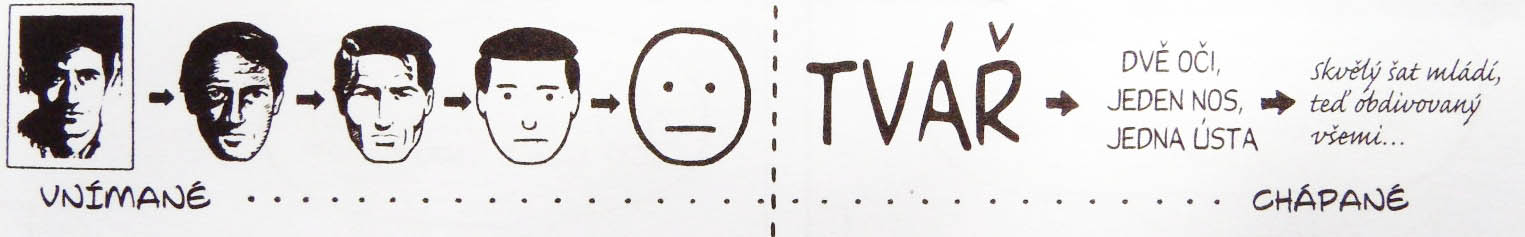 TVÁŘ
DVĚ OČI,
JEDEN NOS,
JEDNA ÚSTA
Skvělý šat mládí,
teď obdivovaný
všemi...
VNÍMANÉ
CHÁPANÉ